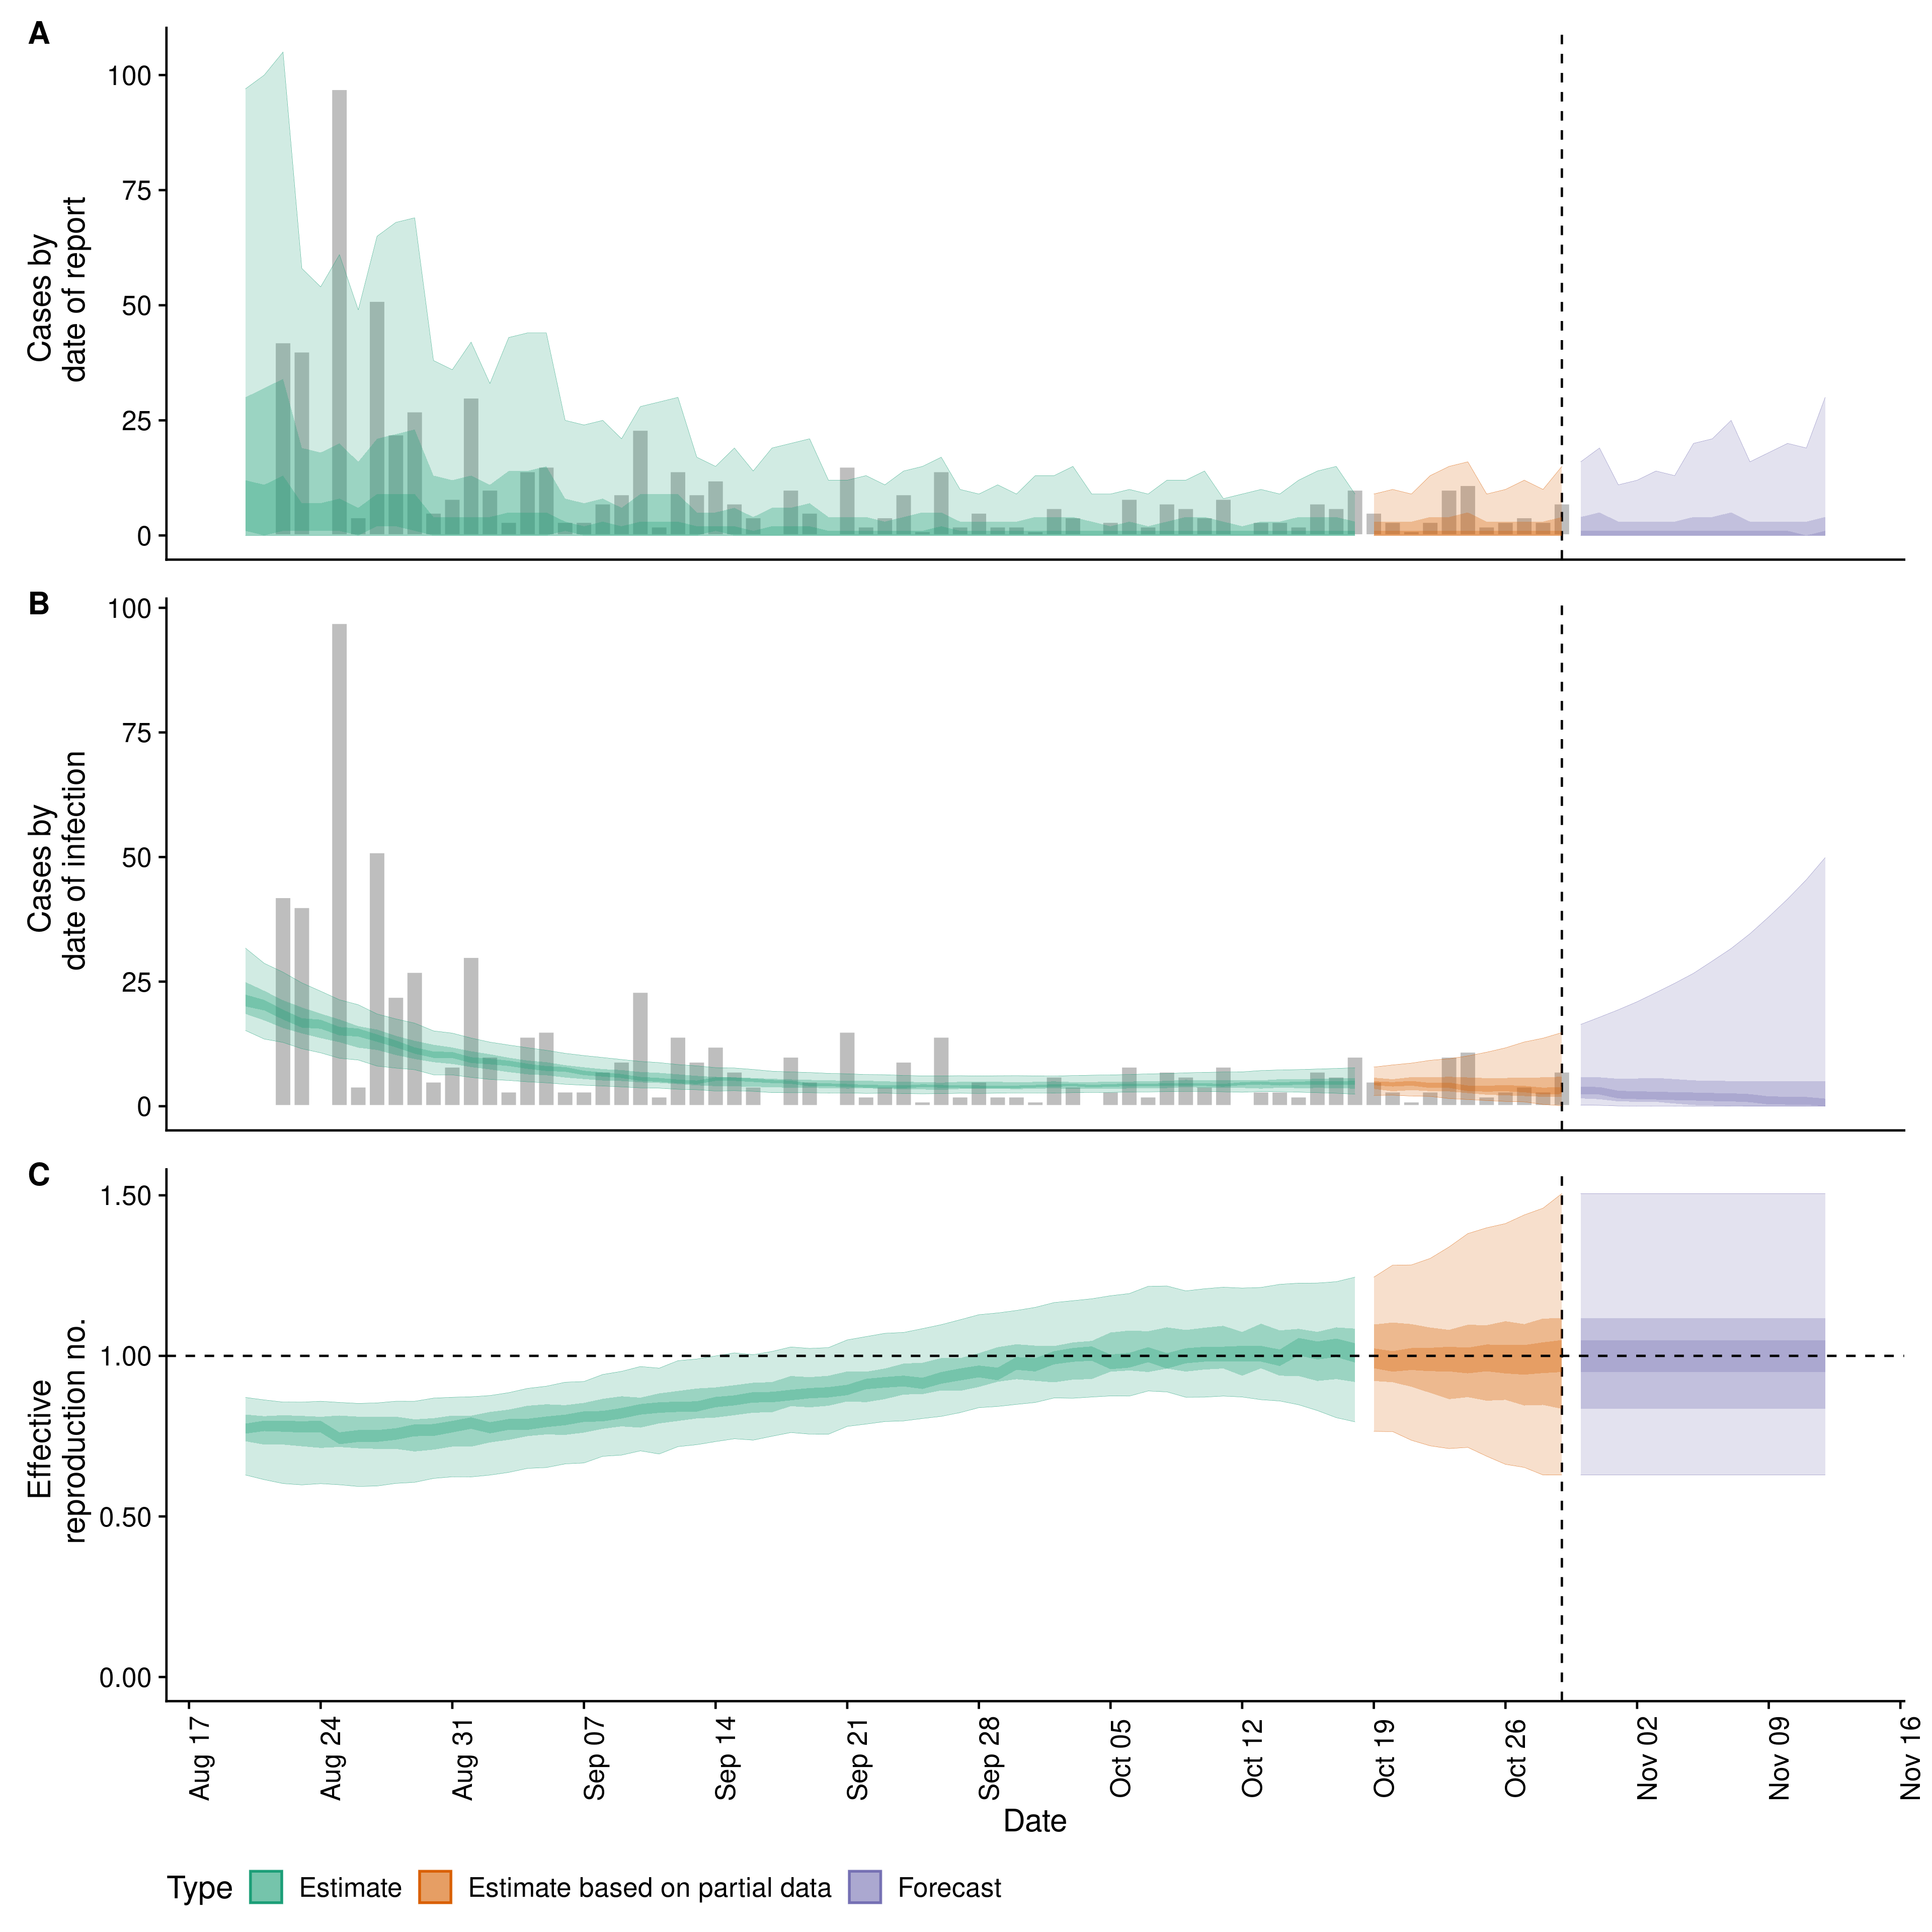 A
Cases by
date of report
100
75
50
25
0
B
Cases by
date of infection
100
75
50
25
0
C
Effective
reproduction no.
1.50
1.00
0.50
0.00
Aug 17
Aug 24
Aug 31
Sep 07
Sep 14
Sep 21
Sep 28
Oct 05
Oct 12
Oct 19
Oct 26
Nov 02
Nov 09
Nov 16
Date
Type Estimate Estimate based on partial data Forecast